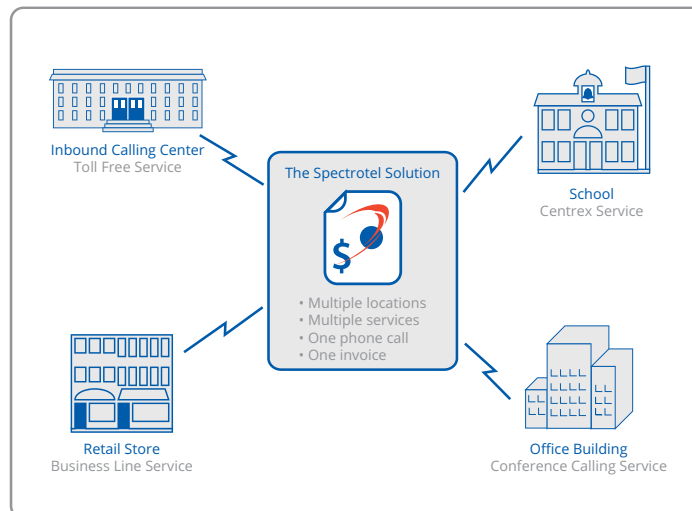 Inbound Calling Center
Toll Free Service
The Spectrotel Solution
$
• Multiple locations
• Multiple services
• One phone call
• One invoice
School
Centrex Service
Retail Store
Business Line Service
Office Building
Conference Calling Service